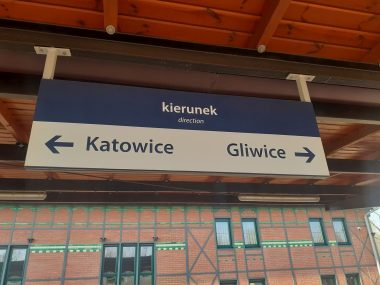 kierunek
direction
← Katowice Gliwice →